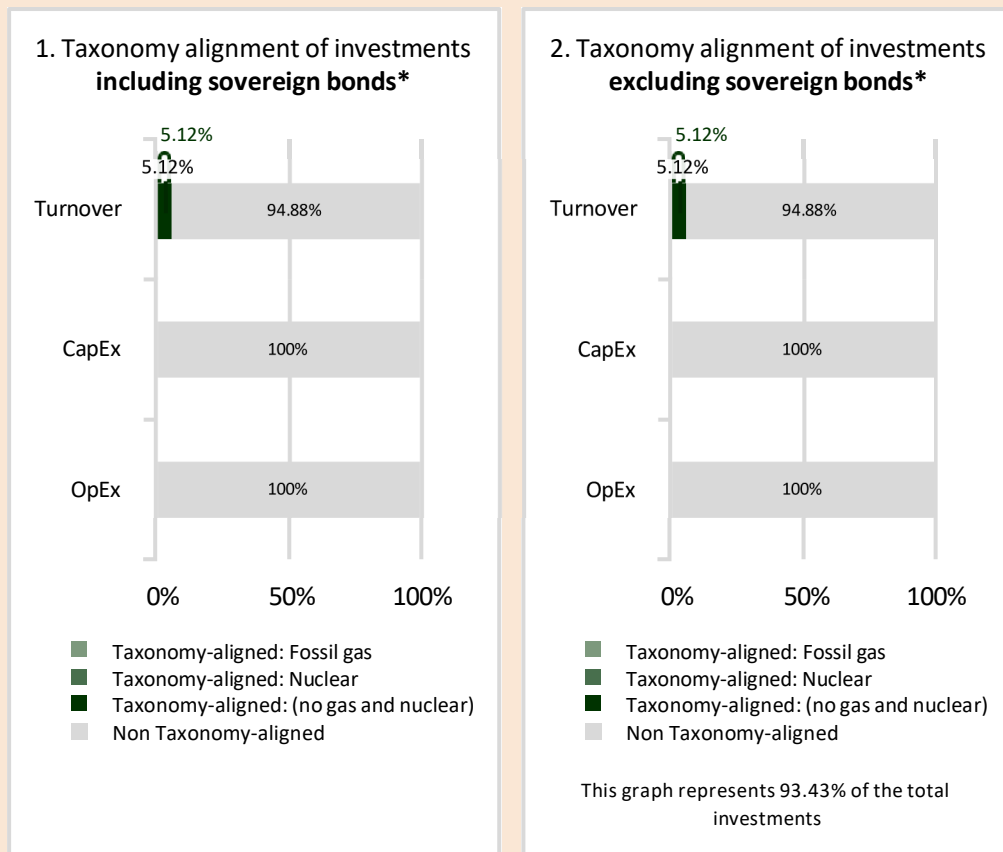 1. Taxonomy alignment of investments
including sovereign bonds*
5.12%
5.12%
Turnover
94.88%
CapEx
100%
OpEx
100%
0% 50% 100%
Taxonomy-aligned: Fossil gas
Taxonomy-aligned: Nuclear
Taxonomy-aligned: (no gas and nuclear)
Non Taxonomy-aligned
2. Taxonomy alignment of investments
excluding sovereign bonds*
5.12%
5.12%
Turnover
94.88%
CapEx
100%
OpEx
100%
0% 50% 100%
Taxonomy-aligned: Fossil gas
Taxonomy-aligned: Nuclear
Taxonomy-aligned: (no gas and nuclear)
Non Taxonomy-aligned
This graph represents 93.43% of the total
investments